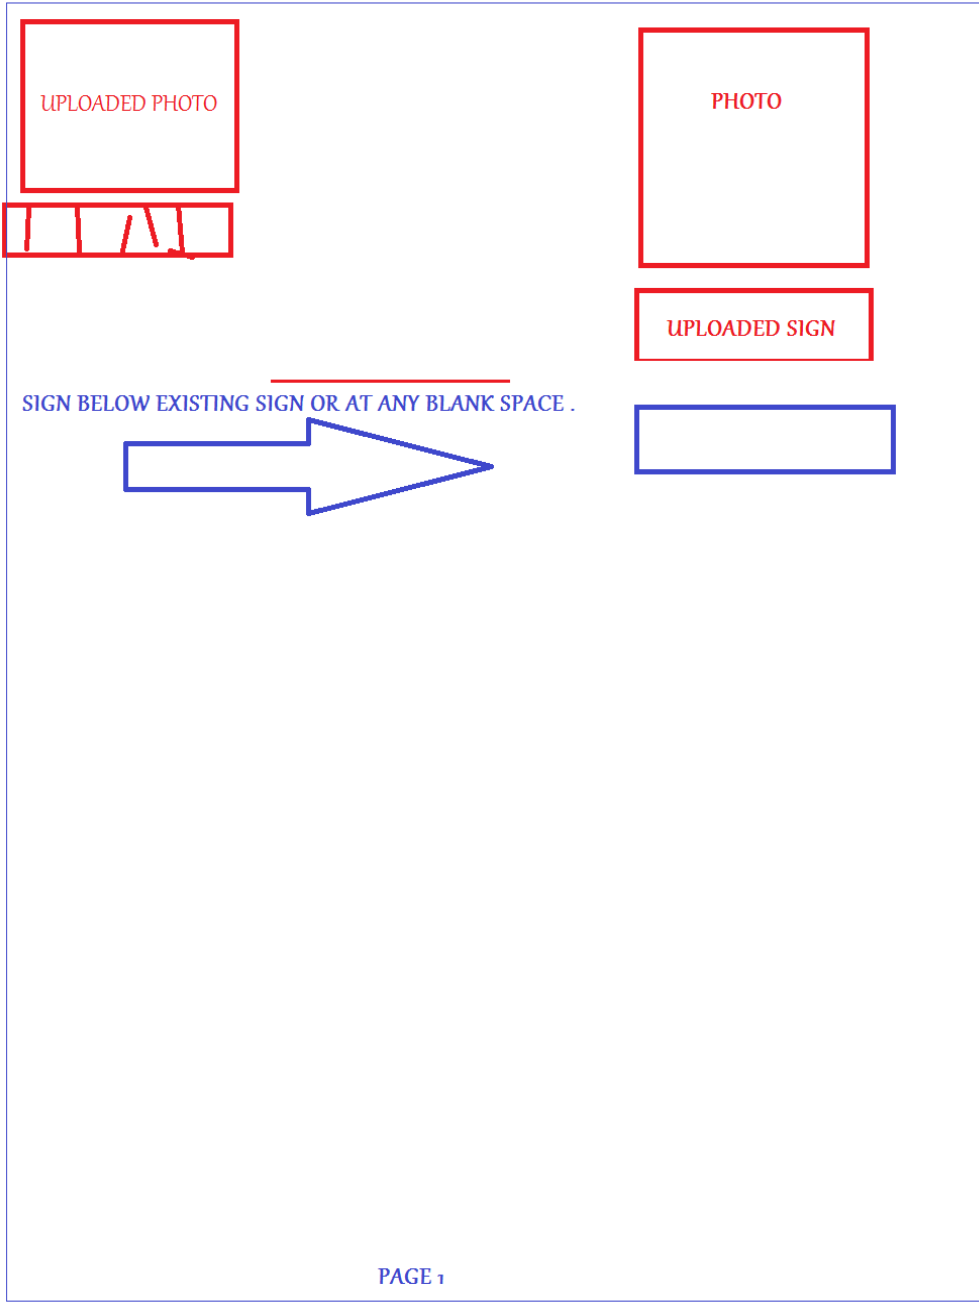 UPLOADED PHOTO
PHOTO
UPLOADED SIGN
SIGN BELOW EXISTING SIGN OR AT ANY BLANK SPACE .
PAGE 1